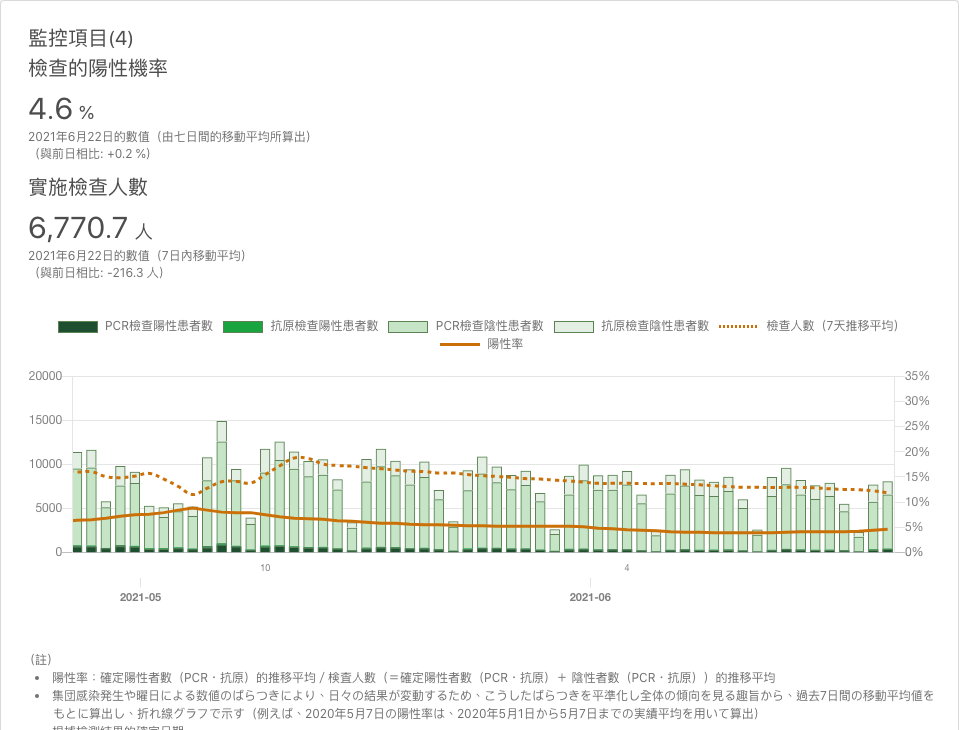 監控項目(4)
檢查的陽性機率
4.6 %
2021年6月22日的數值（由七日間的移動平均所算出）
（與前日相比: +0.2 %）
實施檢查人數
6,770.7 人
2021年6月22日的數值（7日內移動平均）
（與前日相比: -216.3 人）
PCR檢查陽性患者數 抗原檢查陽性患者數 PCR檢查陰性患者數 抗原檢查陰性患者數 檢查人數（7天推移平均）
陽性率
20000 35%
30%
15000 25%
20%
10000 15%
10%
5000 5%
0 0%
10 4
2021-05 2021-06
（註）
• 陽性率：確定陽性者數（PCR・抗原）的推移平均 / 検査人數（＝確定陽性者數（PCR・抗原）＋ 陰性者數（PCR・抗原））的推移平均
• 集団感染発生や曜日による数値のばらつきにより、日々の結果が変動するため、こうしたばらつきを平準化し全体の傾向を見る趣旨から、過去7日間の移動平均値を
もとに算出し、折れ線グラフで示す（例えば、2020年5月7日の陽性率は、2020年5月1日から5月7日までの実績平均を用いて算出）